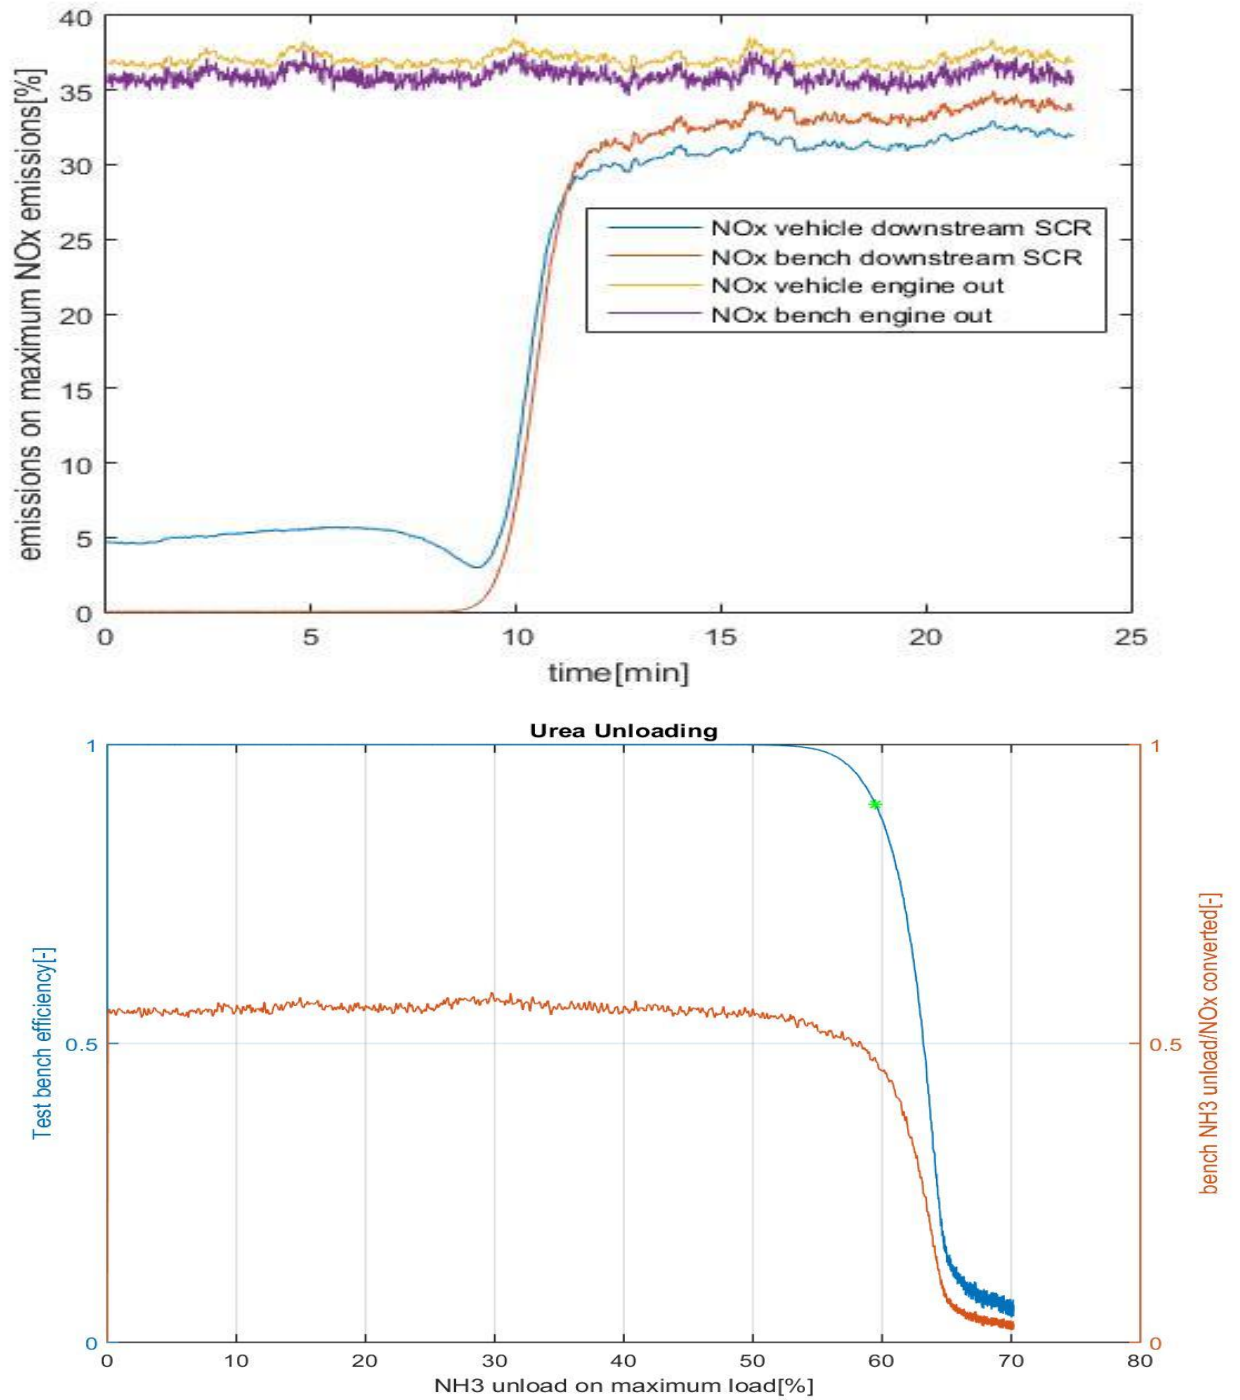 40
35
30
25
20
15
10
5
0
emissions on maximum NOx emissions[%]
NOx vehicle downstream SCR
NOx bench downstream SCR
NOx vehicle engine out
NOx bench engine out
0 5 10 15 20 25
time[min]
Urea Unloading
1
0.5
0
Test bench efficiency[-]
1
0.5
0
bench NH3 unload/NOx converted[-]
0 10 20 30 40 50 60 70 80
NH3 unload on maximum load[%]